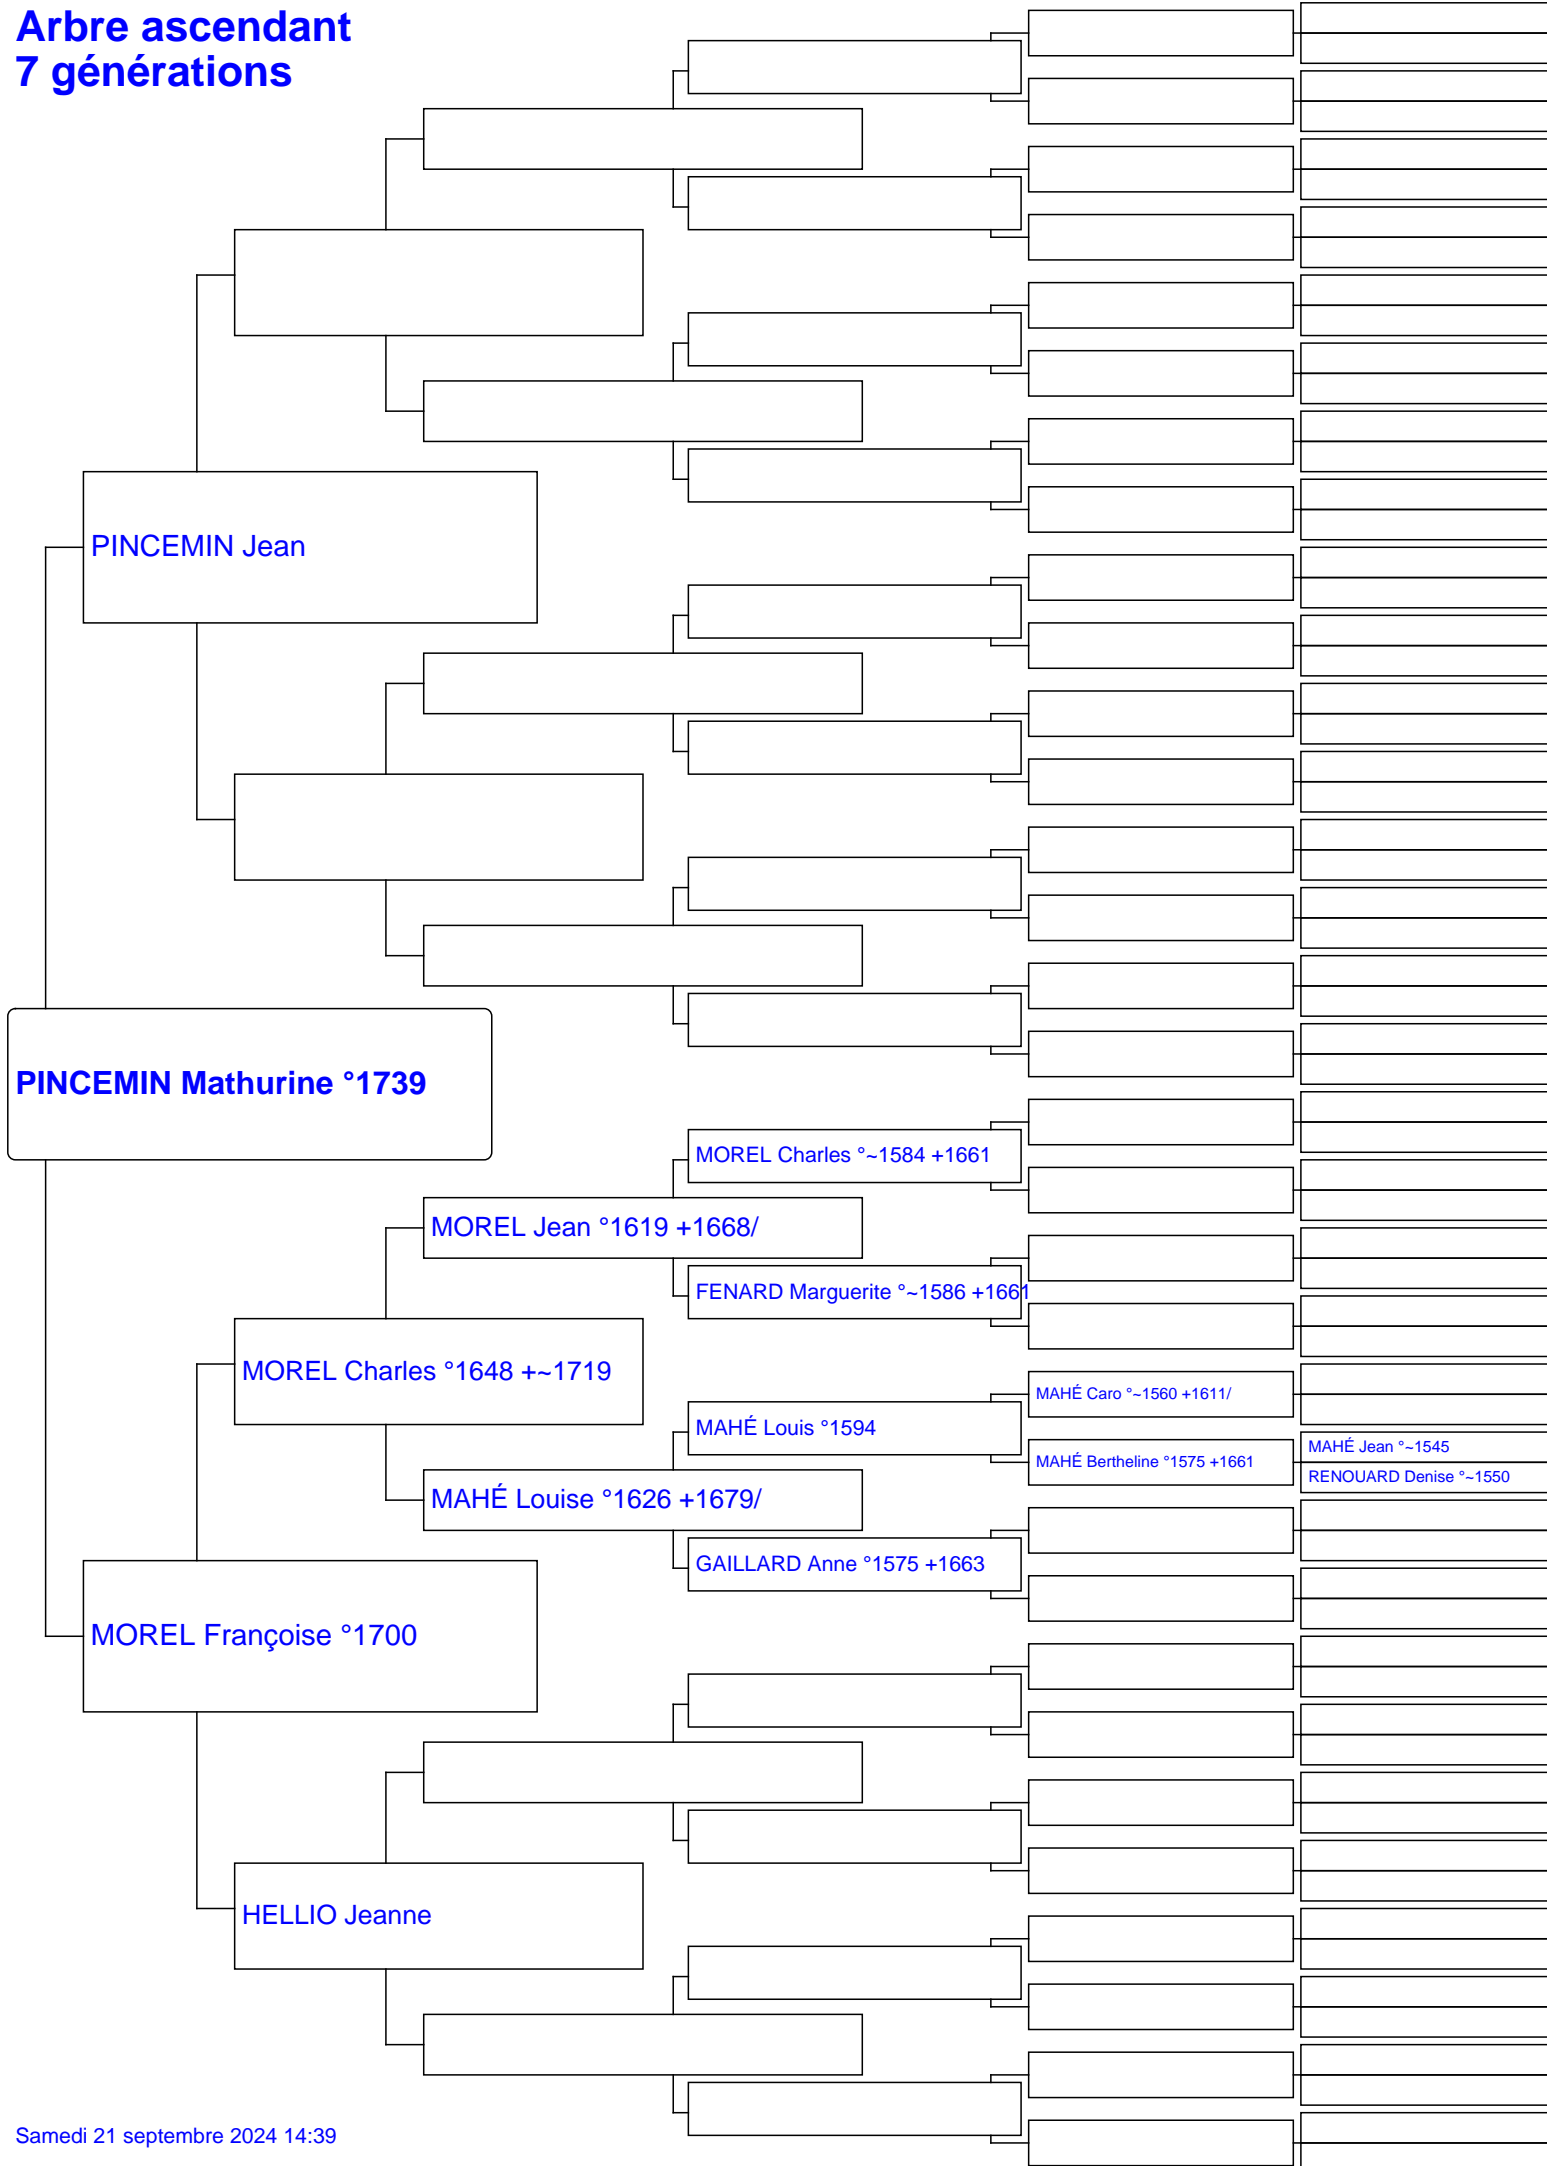 Arbre ascendant
7 générations
PINCEMIN Jean
PINCEMIN Mathurine °1739
MOREL Charles °~1584 +1661
MOREL Jean °1619 +1668/
FENARD Marguerite °~1586 +1661
MOREL Charles °1648 +~1719
MAHÉ Caro °~1560 +1611/
MAHÉ Louis °1594
MAHÉ Jean °~1545
MAHÉ Bertheline °1575 +1661
RENOUARD Denise °~1550
MAHÉ Louise °1626 +1679/
GAILLARD Anne °1575 +1663
MOREL Françoise °1700
HELLIO Jeanne
Samedi 21 septembre 2024 14:39